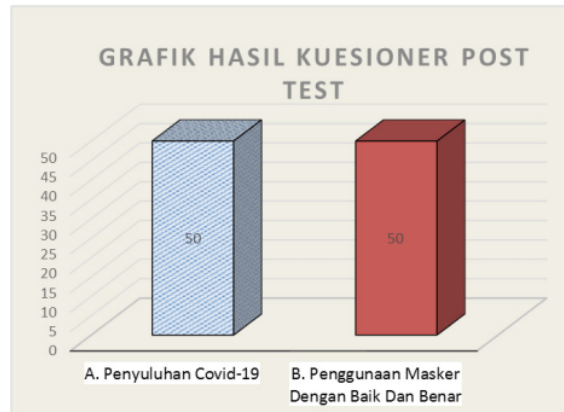 GRAFIK HASIL KUESIONER POST
TEST
50
45
40
35
30
25
20
15
10
5
0
50
50
A. Penyuluhan Covid-19
B. Penggunaan Masker
Dengan Baik Dan Benar